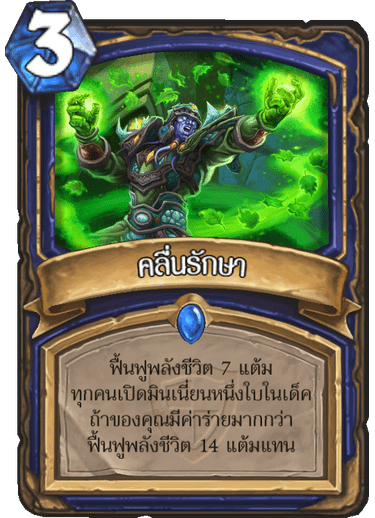 3
คลื่นรักษา
ฟื้นฟูพลังชีวิต 7 แต้ม
ทุกคนเปิดมินเนี่ยนหนึ่งใบในเด็ค
ถ้าของคุณมีค่าร่ายมากกว่า
ฟื้นฟูพลังชีวิต 14 แต้มแทน